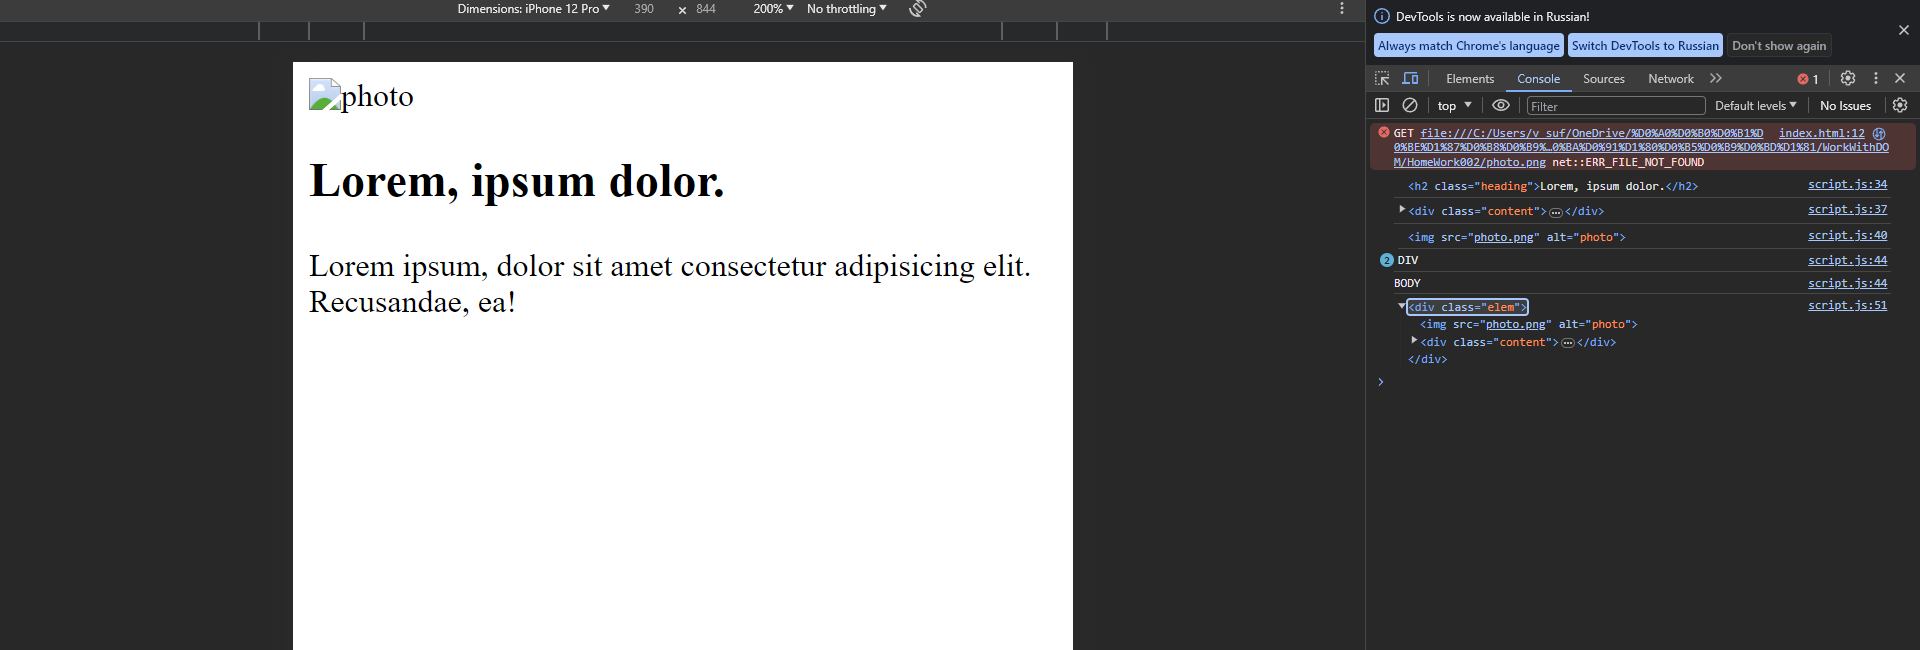 Dimensions: iPhone 12 Pro 390 × 844 200% No throttling
photo
Lorem, ipsum dolor.
Lorem ipsum, dolor sit amet consectetur adipisicing elit.
Recusandae, ea!
DevTools is now available in Russian!
Always match Chrome's language Switch DevTools to Russian Don't show again
Elements Console Sources Network 1
top Filter Default levels No Issues
GET file:///C:/Users/v_suf/OneDrive/%D0%A0%D0%B0%D0%B1%D index.html:12
0%BE%D1%87%D0%B8%D0%B9%…0%BA%D0%91%D1%80%D0%B5%D0%B9%D0%BD%D1%81/WorkWithDO
M/HomeWork002/photo.png net::ERR_FILE_NOT_FOUND
<h2 class="heading">Lorem, ipsum dolor.</h2> script.js:34
<div class="content">…</div> script.js:37
<img src="photo.png" alt="photo"> script.js:40
2 DIV script.js:44
BODY script.js:44
<div class="elem"> script.js:51
<img src="photo.png" alt="photo">
<div class="content">…</div>
</div>